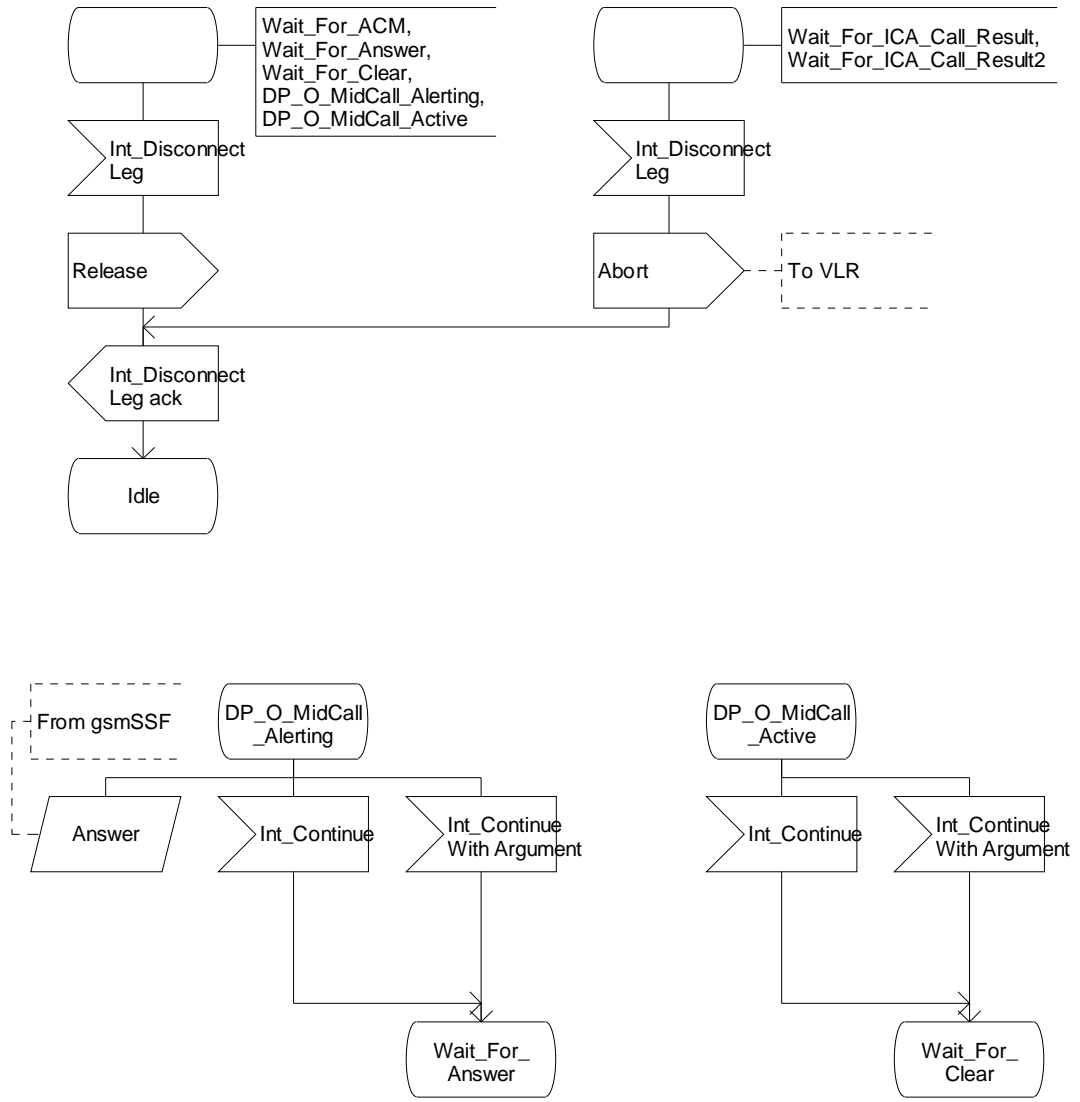 Wait_For_ACM,
Wait_For_Answer,
Wait_For_Clear,
DP_O_MidCall_Alerting,
DP_O_MidCall_Active
Wait_For_ICA_Call_Result,
Wait_For_ICA_Call_Result2
Int_Disconnect
Leg
Int_Disconnect
Leg
Release
Abort
To VLR
Int_Disconnect
Leg ack
Idle
From gsmSSF
DP_O_MidCall
_Alerting
DP_O_MidCall
_Active
Answer
Int_Continue
Int_Continue
With Argument
Int_Continue
Int_Continue
With Argument
Wait_For_
Answer
Wait_For_
Clear